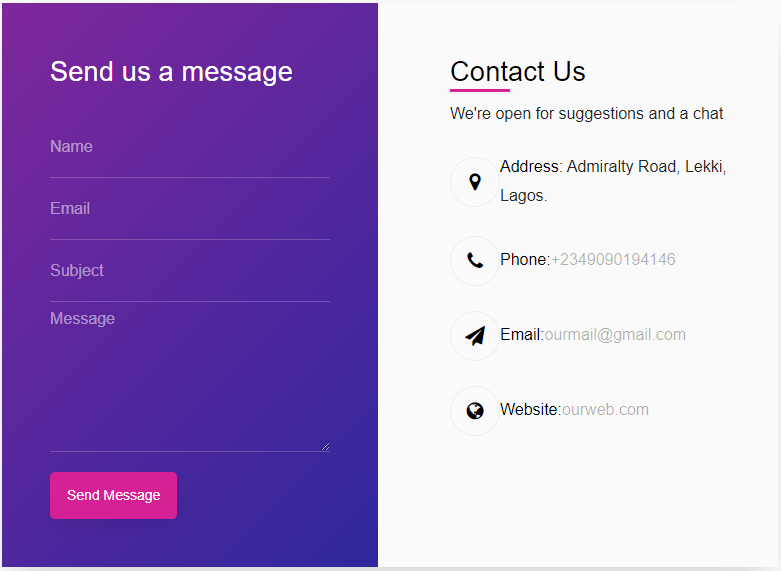 Send us a message
Name
Email
Subject
Message
Send Message
Contact Us
We're open for suggestions and a chat
Address: Admiralty Road, Lekki,
Lagos.
Phone:+2349090194146
Email:ourmail@gmail.com
Website:ourweb.com